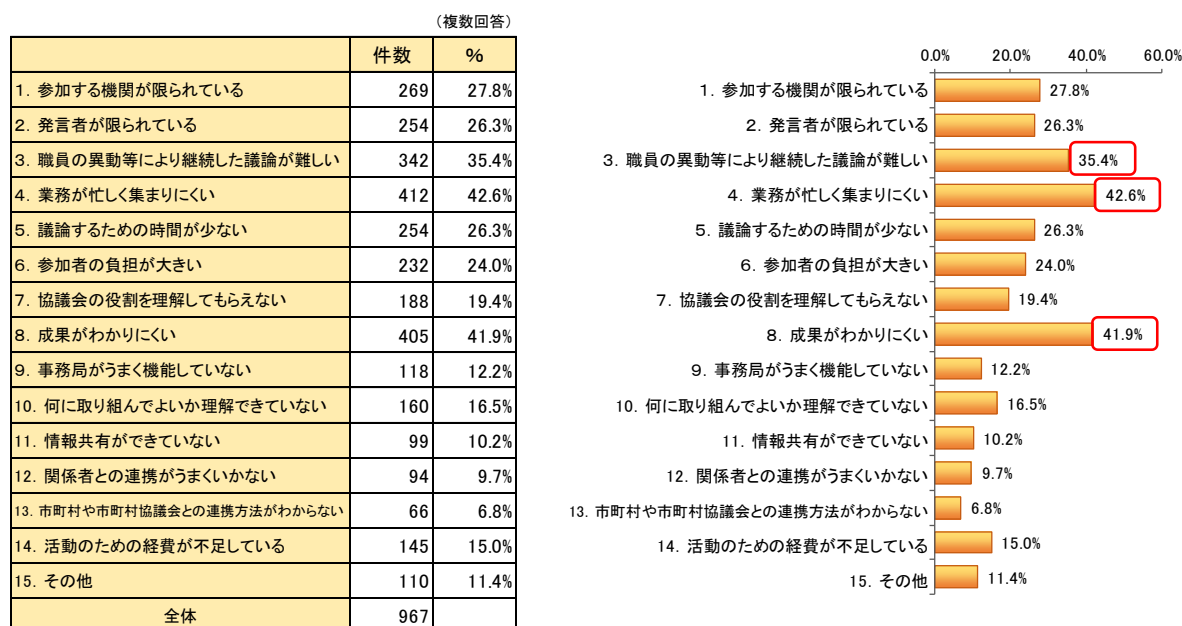 (複数回答)
件数 %
1. 参加する機関が限られている 269 27.8%
2. 発言者が限られている 254 26.3%
3. 職員の異動等により継続した議論が難しい 342 35.4%
4. 業務が忙しく集まりにくい 412 42.6%
5. 議論するための時間が少ない 254 26.3%
6. 参加者の負担が大きい 232 24.0%
7. 協議会の役割を理解してもらえない 188 19.4%
8. 成果がわかりにくい 405 41.9%
9. 事務局がうまく機能していない 118 12.2%
10. 何に取り組んでよいか理解できていない 160 16.5%
11. 情報共有ができていない 99 10.2%
12. 関係者との連携がうまくいかない 94 9.7%
13. 市町村や市町村協議会との連携方法がわからない 66 6.8%
14. 活動のための経費が不足している 145 15.0%
15. その他 110 11.4%
全体 967
0.0% 20.0% 40.0% 60.0%
1. 参加する機関が限られている 27.8%
2. 発言者が限られている 26.3%
3. 職員の異動等により継続した議論が難しい 35.4%
4. 業務が忙しく集まりにくい 42.6%
5. 議論するための時間が少ない 26.3%
6. 参加者の負担が大きい 24.0%
7. 協議会の役割を理解してもらえない 19.4%
8. 成果がわかりにくい 41.9%
9. 事務局がうまく機能していない 12.2%
10. 何に取り組んでよいか理解できていない 16.5%
11. 情報共有ができていない 10.2%
12. 関係者との連携がうまくいかない 9.7%
13. 市町村や市町村協議会との連携方法がわからない 6.8%
14. 活動のための経費が不足している 15.0%
15. その他 11.4%